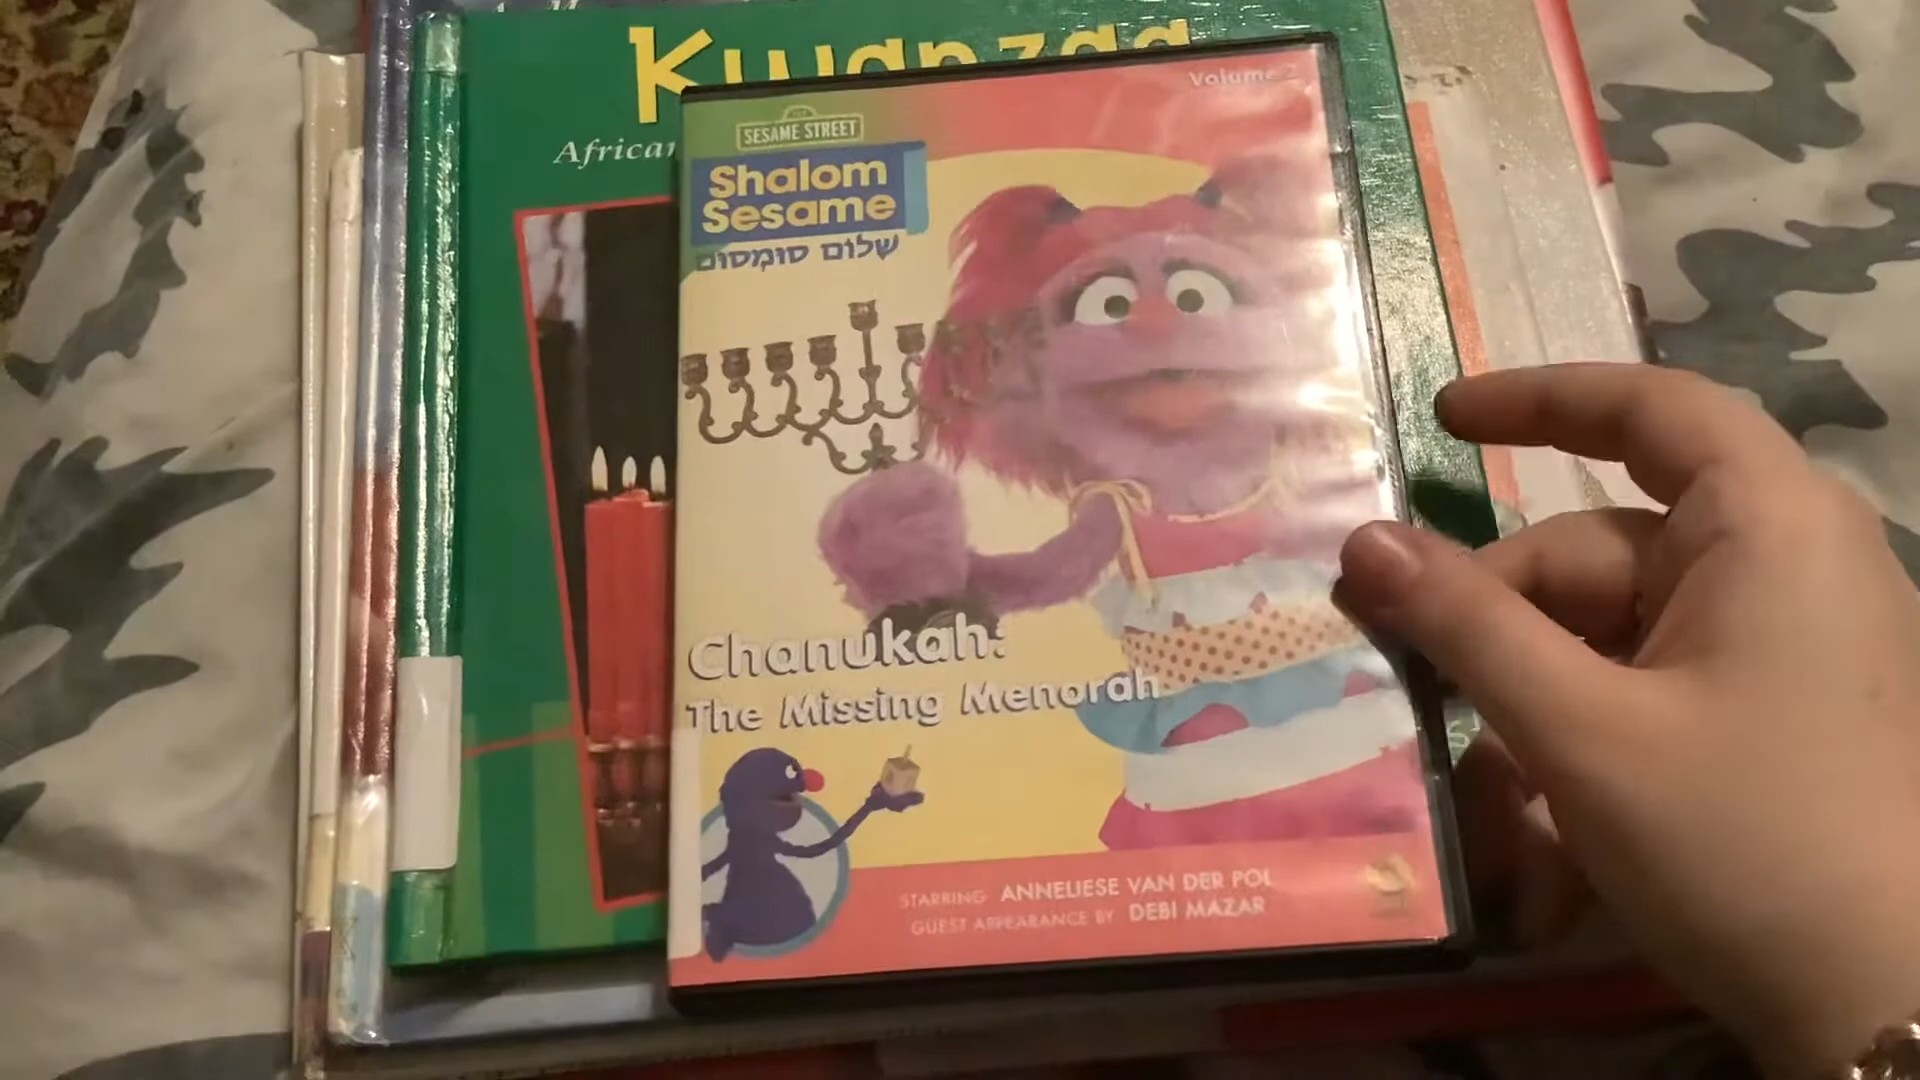 Kwanzaa
African
Volume 2
SESAME STREET
Shalom
Sesame
שלום סומסום
Chanukah:
The Missing Menorah
STARRING ANNELIESE VAN DER POL
GUEST APPEARANCE BY DEBI MAZAR